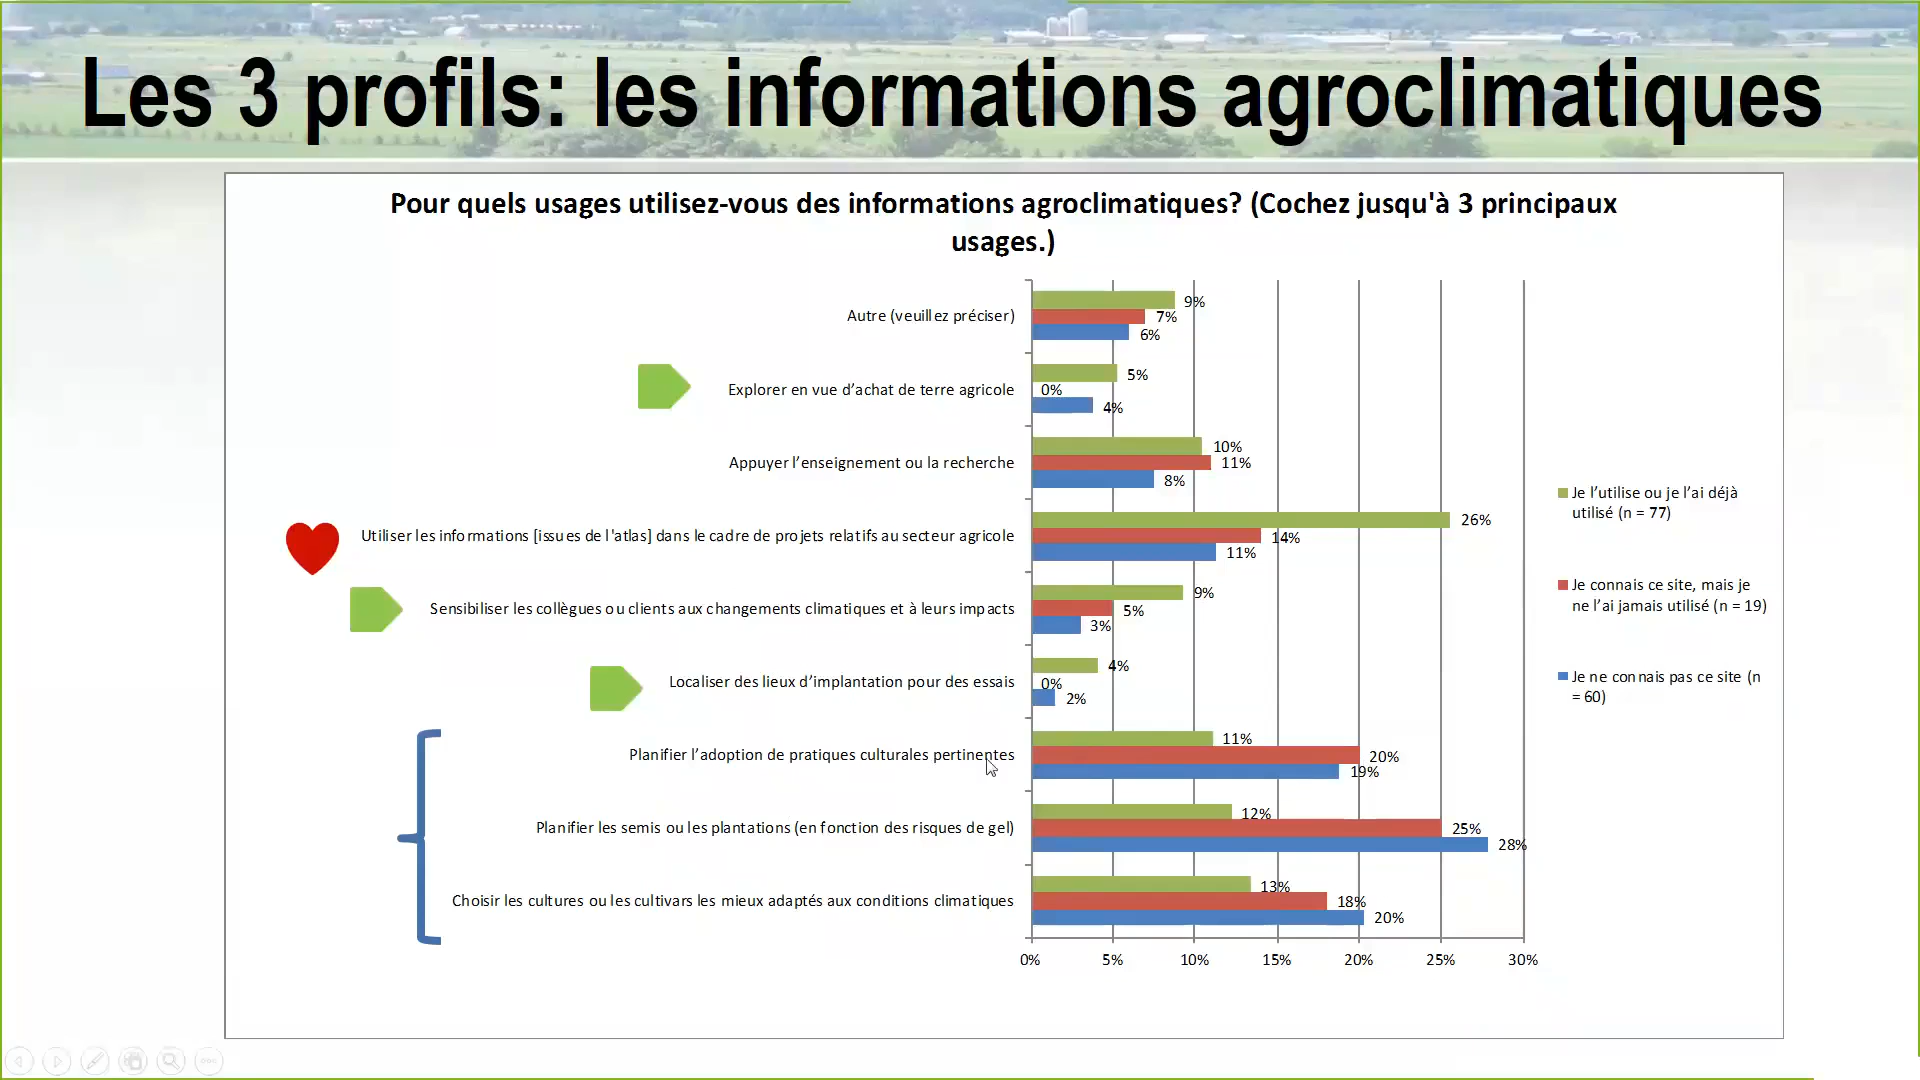 Les 3 profils: les informations agroclimatiques
Pour quels usages utilisez-vous des informations agroclimatiques? (Cochez jusqu'à 3 principaux
usages.)
Autre (veuillez préciser)
9%
7%
6%
Explorer en vue d’achat de terre agricole
5%
0%
4%
Appuyer l’enseignement ou la recherche
10%
11%
8%
Utiliser les informations [issues de l'atlas] dans le cadre de projets relatifs au secteur agricole
26%
14%
11%
Sensibiliser les collègues ou clients aux changements climatiques et à leurs impacts
9%
5%
3%
Localiser des lieux d’implantation pour des essais
4%
0%
2%
Planifier l’adoption de pratiques culturales pertinentes
11%
20%
19%
Planifier les semis ou les plantations (en fonction des risques de gel)
12%
25%
28%
Choisir les cultures ou les cultivars les mieux adaptés aux conditions climatiques
13%
18%
20%
0% 5% 10% 15% 20% 25% 30%
Je l’utilise ou je l’ai déjà
utilisé (n = 77)
Je connais ce site, mais je
ne l’ai jamais utilisé (n = 19)
Je ne connais pas ce site (n
= 60)